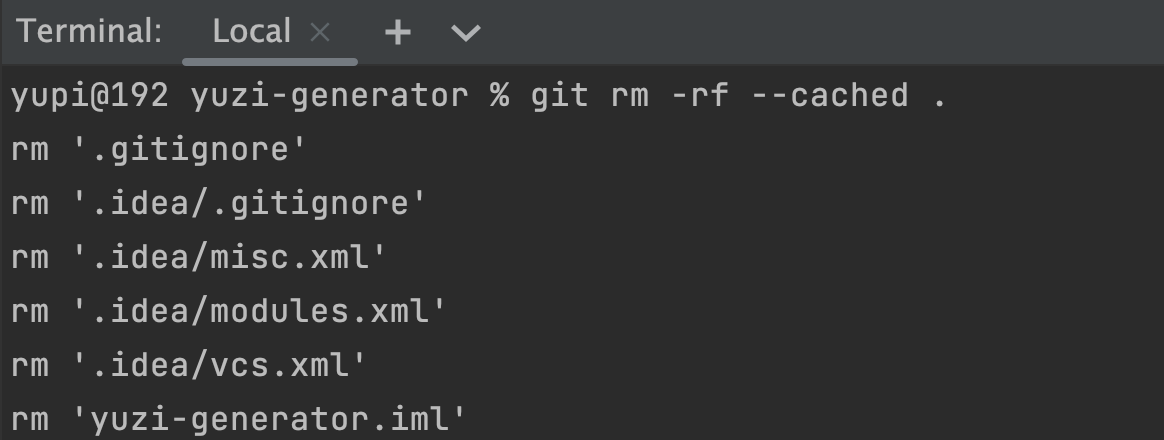 Terminal: Local × + 
yupi@192 yuzi-generator % git rm -rf --cached .
rm '.gitignore'
rm '.idea/.gitignore'
rm '.idea/misc.xml'
rm '.idea/modules.xml'
rm '.idea/vcs.xml'
rm 'yuzi-generator.iml'